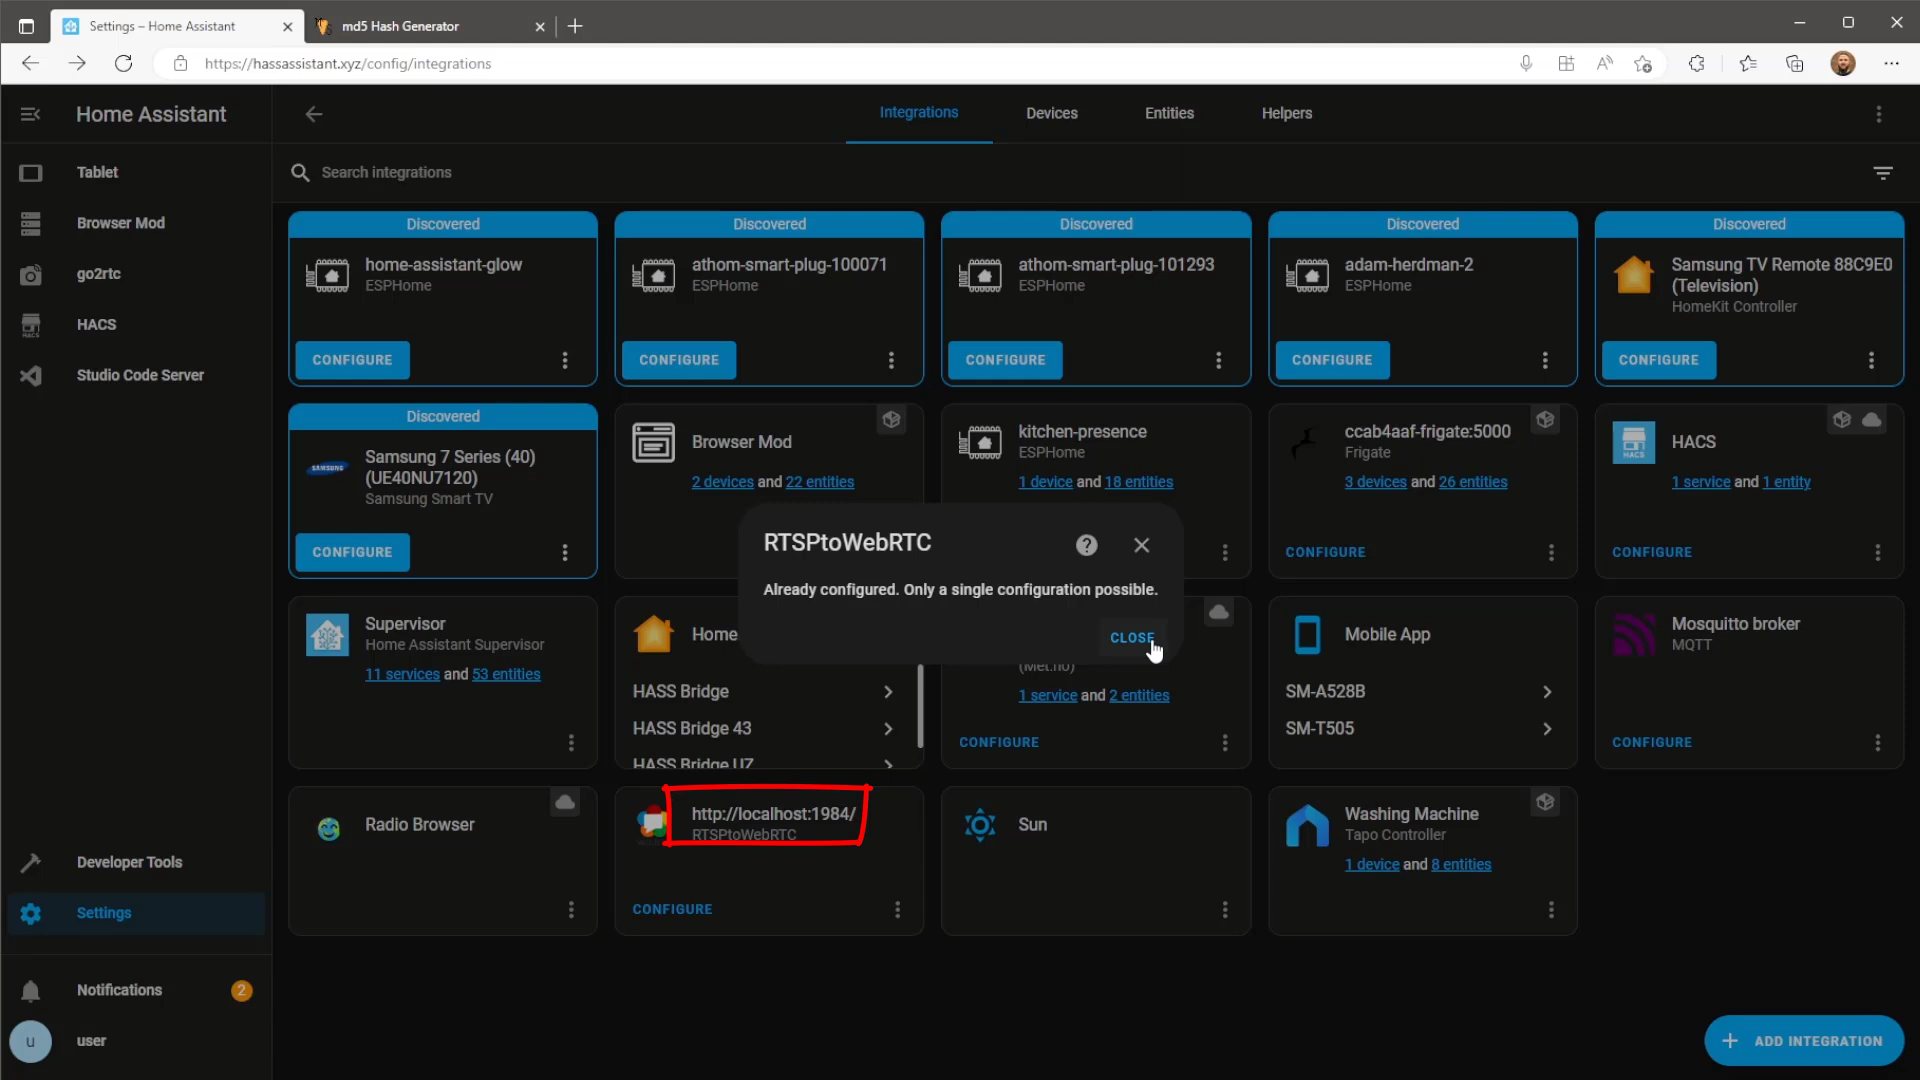 Settings – Home Assistant
md5 Hash Generator
https://hassassistant.xyz/config/integrations
Home Assistant
Integrations
Devices
Entities
Helpers
Tablet
Browser Mod
go2rtc
HACS
HACS
Studio Code Server
Search integrations
Discovered
home-assistant-glow
ESPHome
CONFIGURE
Discovered
athom-smart-plug-100071
ESPHome
CONFIGURE
Discovered
athom-smart-plug-101293
ESPHome
CONFIGURE
Discovered
adam-herdman-2
ESPHome
CONFIGURE
Discovered
Samsung TV Remote 88C9E0
(Television)
HomeKit Controller
CONFIGURE
Discovered
SAMSUNG
Samsung 7 Series (40)
(UE40NU7120)
Samsung Smart TV
CONFIGURE
Browser Mod
2 devices and 22 entities
kitchen-presence
ESPHome
1 device and 18 entities
ccab4aaf-frigate:5000
Frigate
3 devices and 26 entities
CONFIGURE
HACS
HACS
1 service and 1 entity
CONFIGURE
RTSPtoWebRTC
Already configured. Only a single configuration possible.
CLOSE
Supervisor
Home Assistant Supervisor
11 services and 53 entities
Home
HASS Bridge
HASS Bridge 43
HASS Bridge UZ
(Met.no)
1 service and 2 entities
CONFIGURE
Mobile App
SM-A528B
SM-T505
Mosquitto broker
MQTT
CONFIGURE
Radio Browser
http://localhost:1984/
RTSPtoWebRTC
CONFIGURE
Sun
Washing Machine
Tapo Controller
1 device and 8 entities
Developer Tools
Settings
Notifications
2
u
user
ADD INTEGRATION